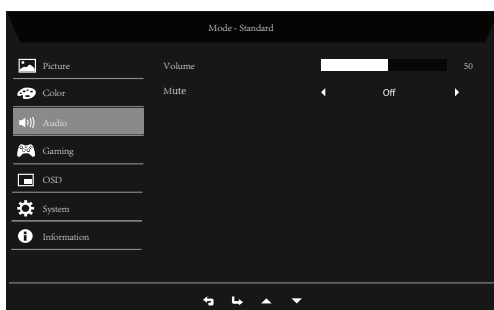 Mode - Standard
Picture
Volume 50
Color
Mute Off
Audio
Gaming
OSD
System
Information